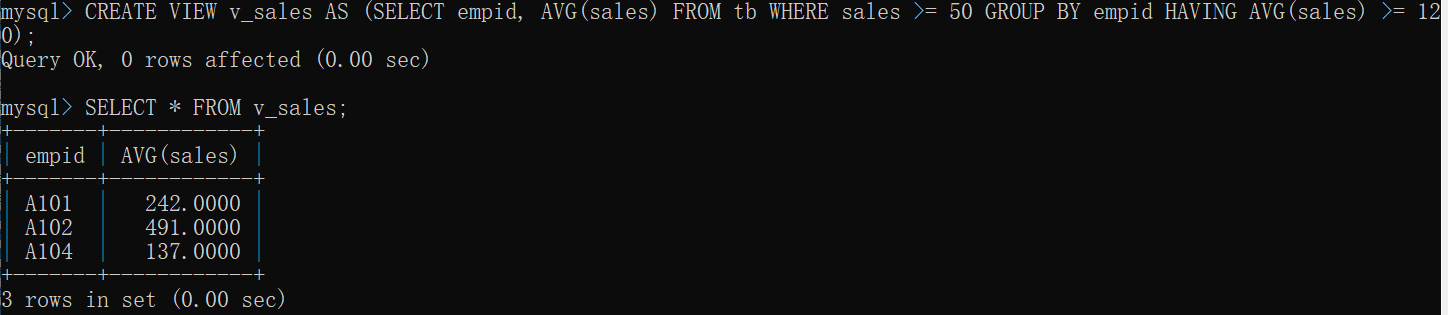 mysql> CREATE VIEW v_sales AS (SELECT empid, AVG(sales) FROM tb WHERE sales >= 50 GROUP BY empid HAVING AVG(sales) >= 12
0);
Query OK, 0 rows affected (0.00 sec)
mysql> SELECT * FROM v_sales;
+-------+------------+
| empid | AVG(sales) |
+-------+------------+
| A101  |   242.0000 |
| A102  |   491.0000 |
| A104  |   137.0000 |
+-------+------------+
3 rows in set (0.00 sec)